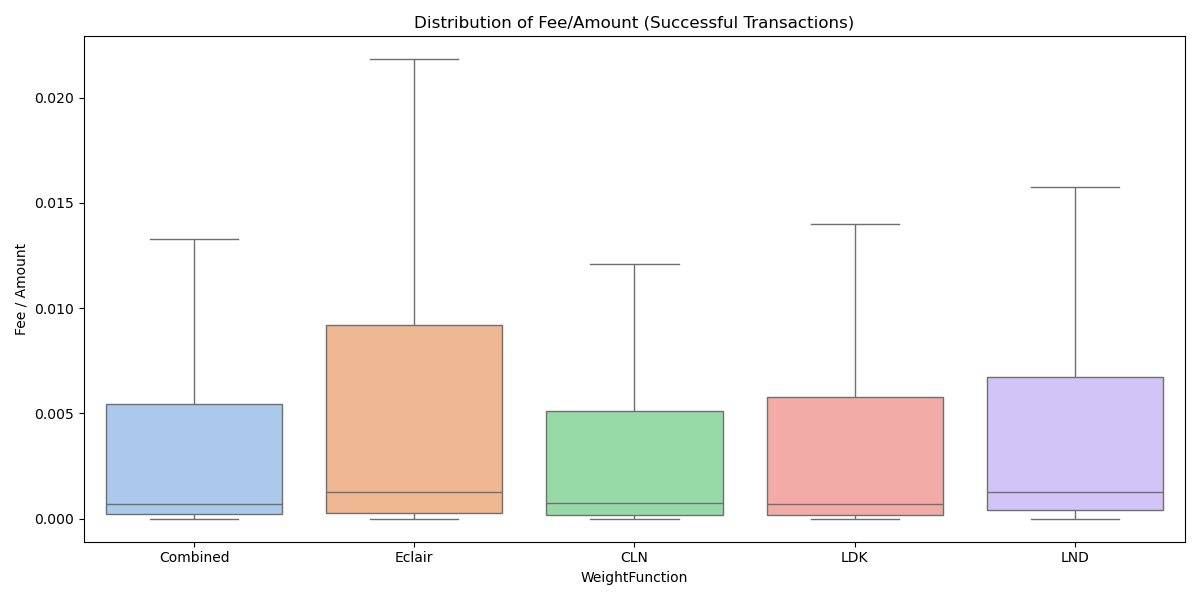 Distribution of Fee/Amount (Successful Transactions)
Fee / Amount
0.020
0.015
0.010
0.005
0.000
Combined
Eclair
CLN
LDK
LND
WeightFunction